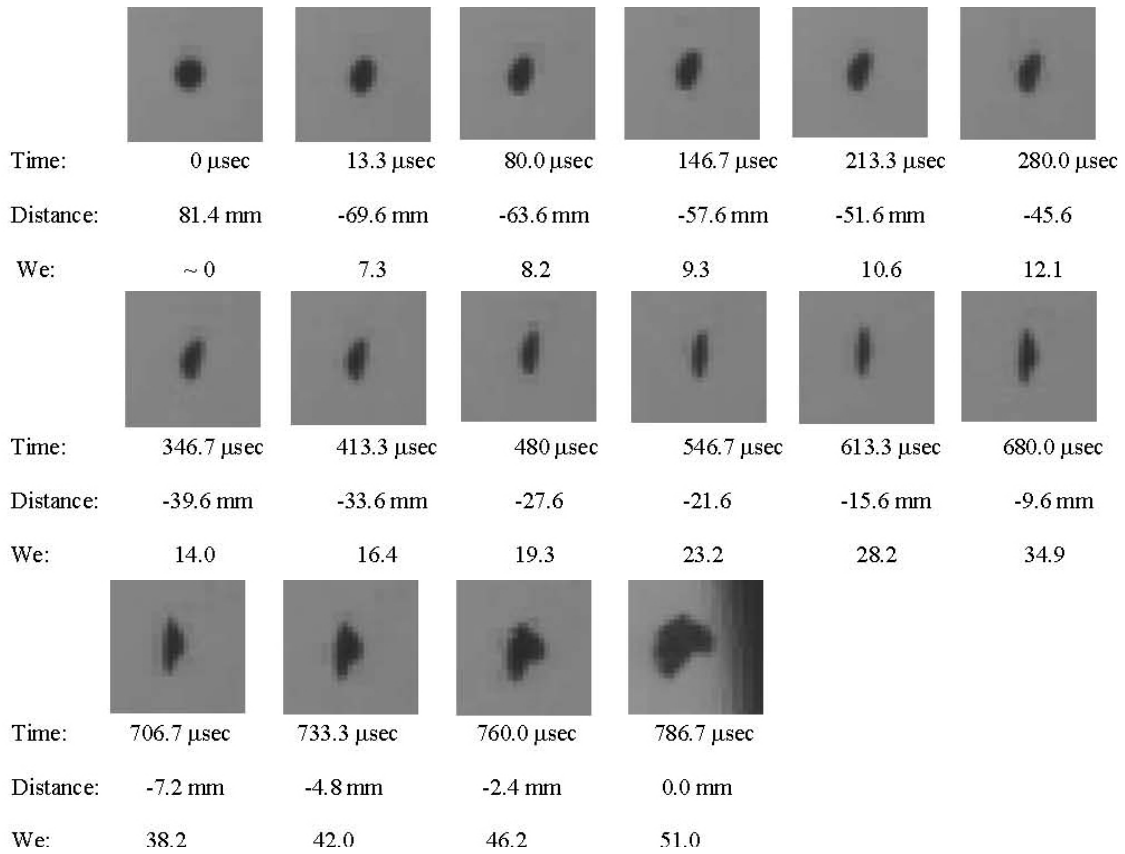 Time: 0 μsec 13.3 μsec 80.0 μsec 146.7 μsec 213.3 μsec 280.0
Distance: 81.4 mm -69.6 mm -63.6 mm -57.6 mm -51.6 mm -45.6
We: ~ 0 7.3 8.2 9.3 10.6 12.1
Time: 346.7 μsec 413.3 μsec 480 μsec 546.7 μsec 613.3 μsec 680.0
Distance: -39.6 mm -33.6 mm -27.6 -21.6 -15.6 mm -9.6 mm
We: 14.0 16.4 19.3 23.2 28.2 34.9
Time: 706.7 μsec 733.3 μsec 760.0 μsec 786.7 μsec
Distance: -7.2 mm -4.8 mm -2.4 mm 0.0 mm
We: 38.2 42.0 46.2 51.0